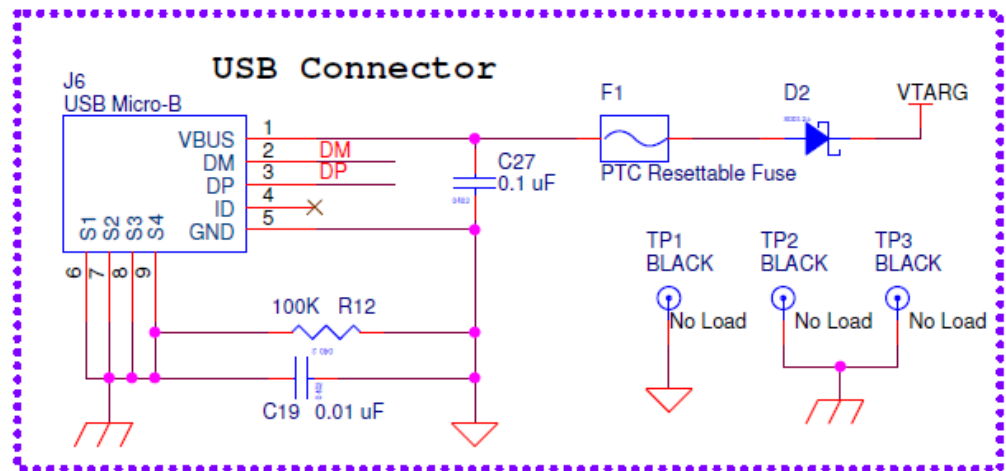 USB Connector
J6
USB Micro-B
VBUS 1
DM 2 DM
DP 3 DP
ID 4
GND 5
S1 S2 S3 S4
6 7 8 9
C27
0.1 uF
F1
PTC Resettable Fuse
D2
VTARG
TP1
BLACK
No Load
TP2
BLACK
No Load
TP3
BLACK
No Load
100K R12
C19 0.01 uF